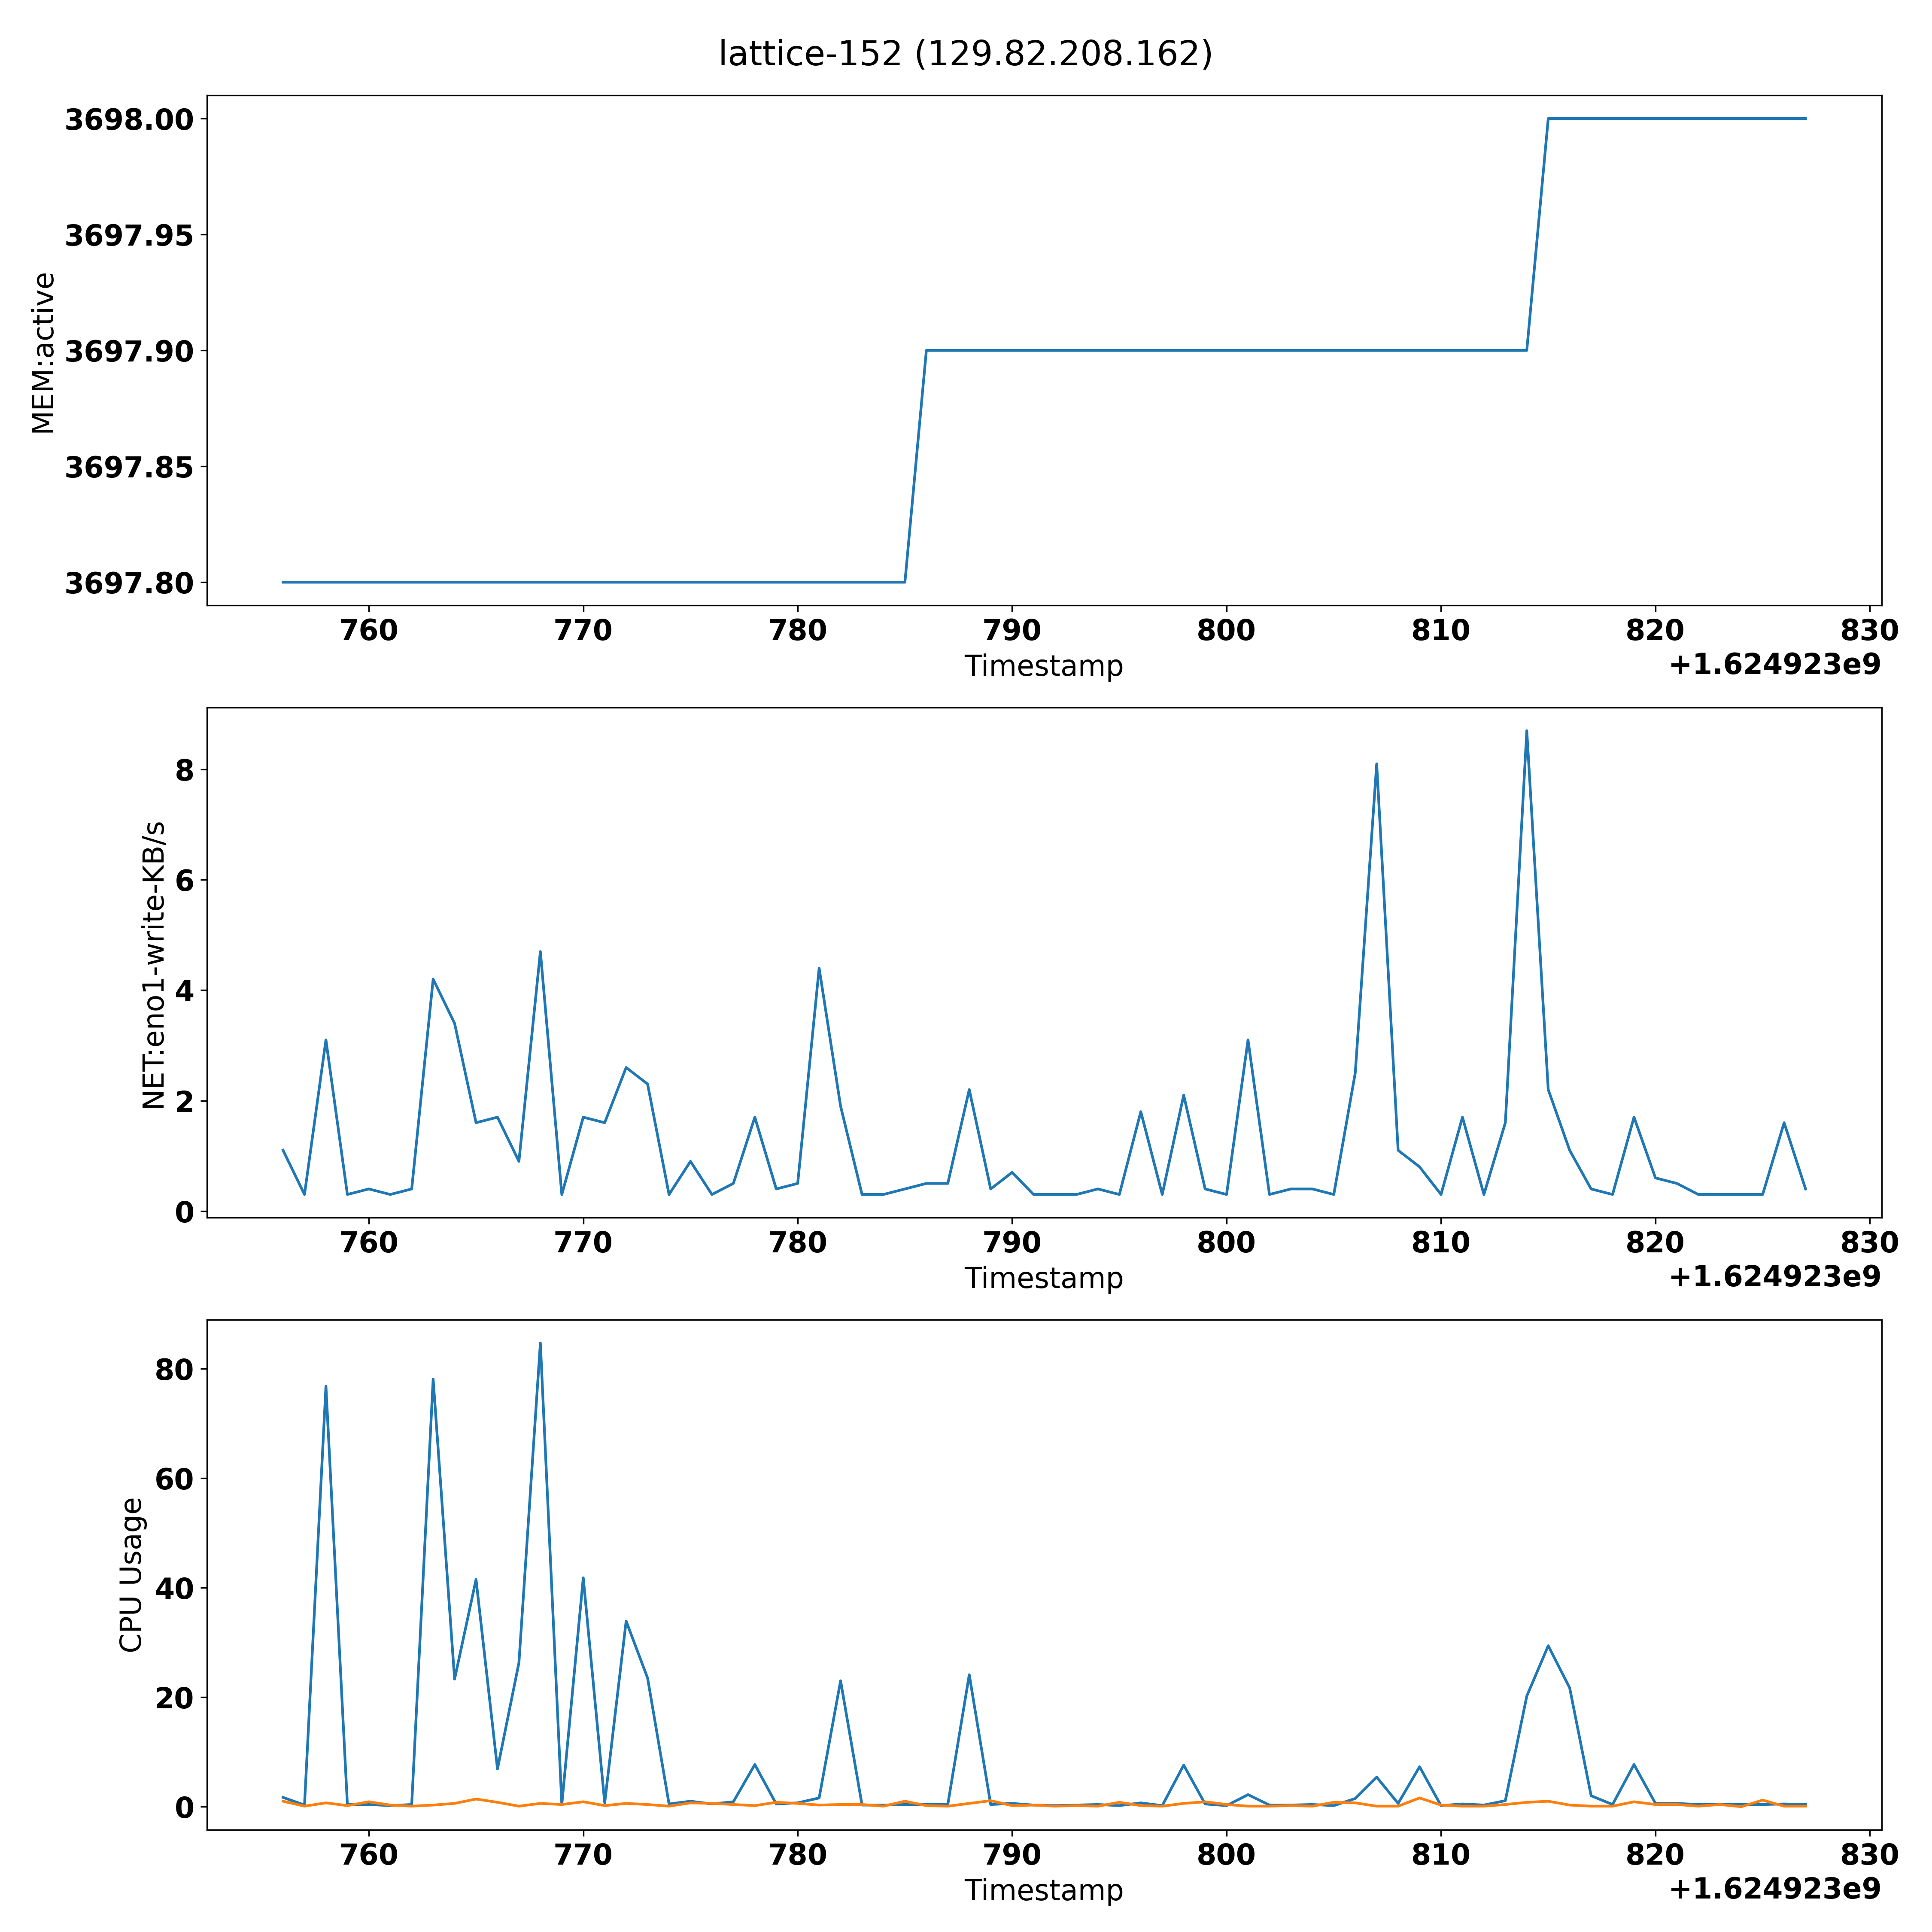 lattice-152 (129.82.208.162)
3698.00
3697.95
3697.90
3697.85
3697.80
MEM:active
760 770 780 790 800 810 820 830
Timestamp
+1.624923e9
8
6
4
2
0
NET:eno1-write-KB/s
760 770 780 790 800 810 820 830
Timestamp
+1.624923e9
80
60
40
20
0
CPU Usage
760 770 780 790 800 810 820 830
Timestamp
+1.624923e9